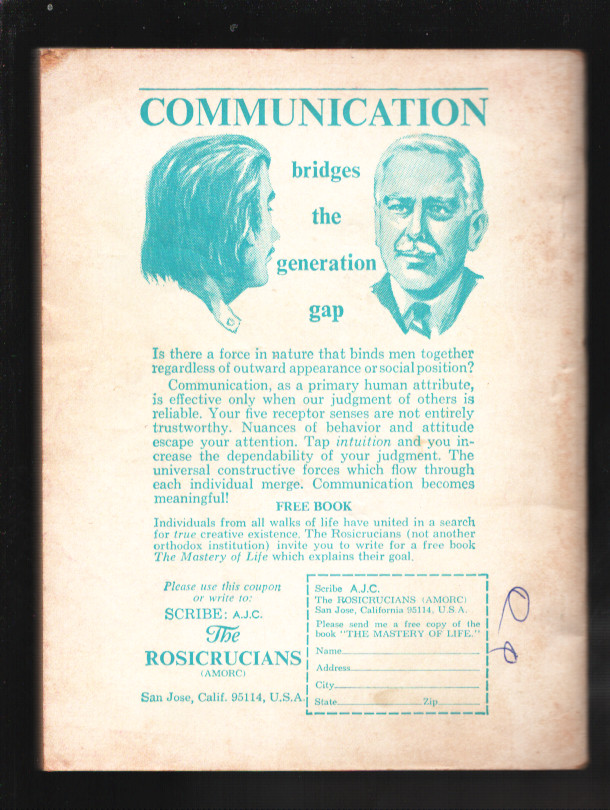 COMMUNICATION
bridges
the
generation
gap
Is there a force in nature that binds men together
regardless of outward appearance or social position?
Communication, as a primary human attribute,
is effective only when our judgment of others is
reliable. Your five receptor senses are not entirely
trustworthy. Nuances of behavior and attitude
escape your attention. Tap intuition and you in-
crease the dependability of your judgment. The
universal constructive forces which flow through
each individual merge. Communication becomes
meaningful!
FREE BOOK
Individuals from all walks of life have united in a search
for true creative existence. The Rosicrucians (not another
orthodox institution) invite you to write for a free book
The Mastery of Life which explains their goal.
Please use this coupon
or write to:
SCRIBE: A.J.C.
The
ROSICRUCIANS
(AMORC)
San Jose, Calif. 95114, U.S.A.
Scribe A.J.C.
The ROSICRUCIANS (AMORC)
San Jose, California 95114, U.S.A.
Please send me a free copy of the
book "THE MASTERY OF LIFE."
Name
Address
City
State Zip